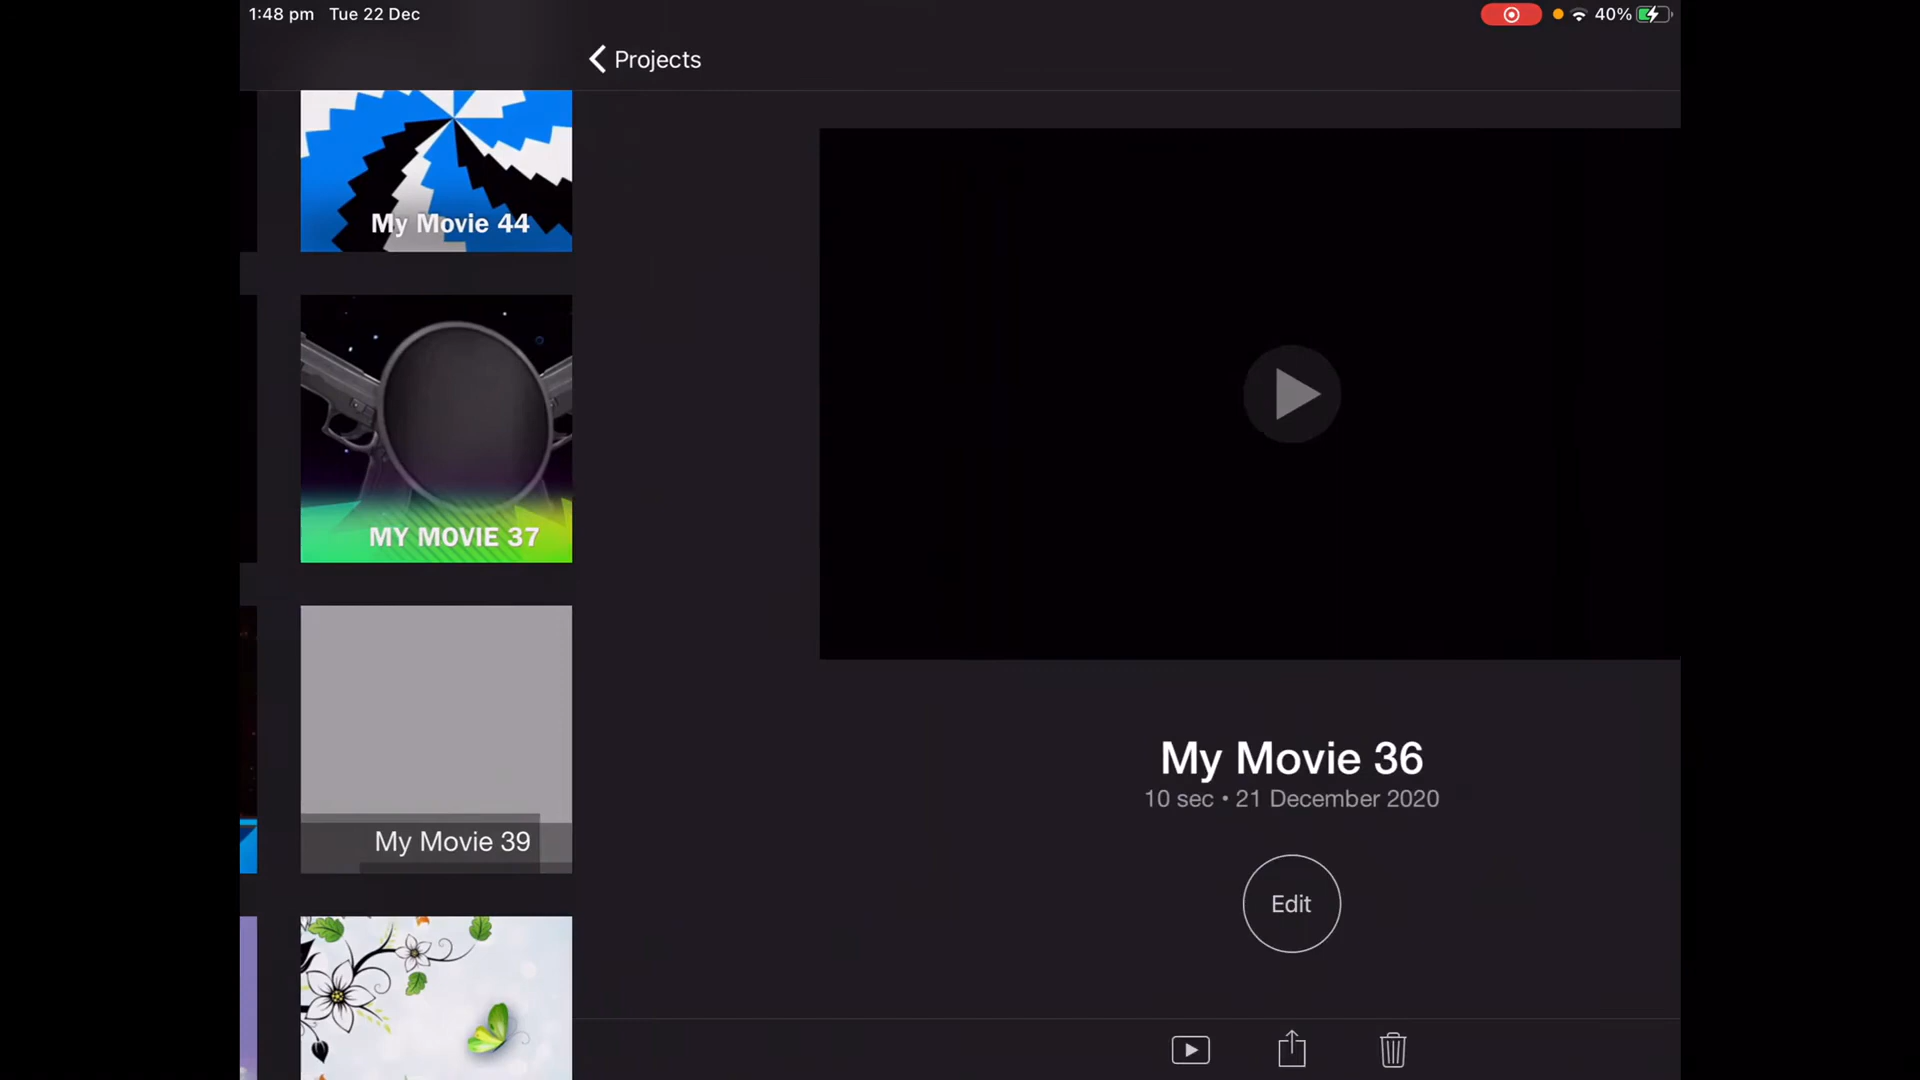 1:48 pm Tue 22 Dec
40%
Projects
My Movie 44
MY MOVIE 37
My Movie 39
My Movie 36
10 sec • 21 December 2020
Edit